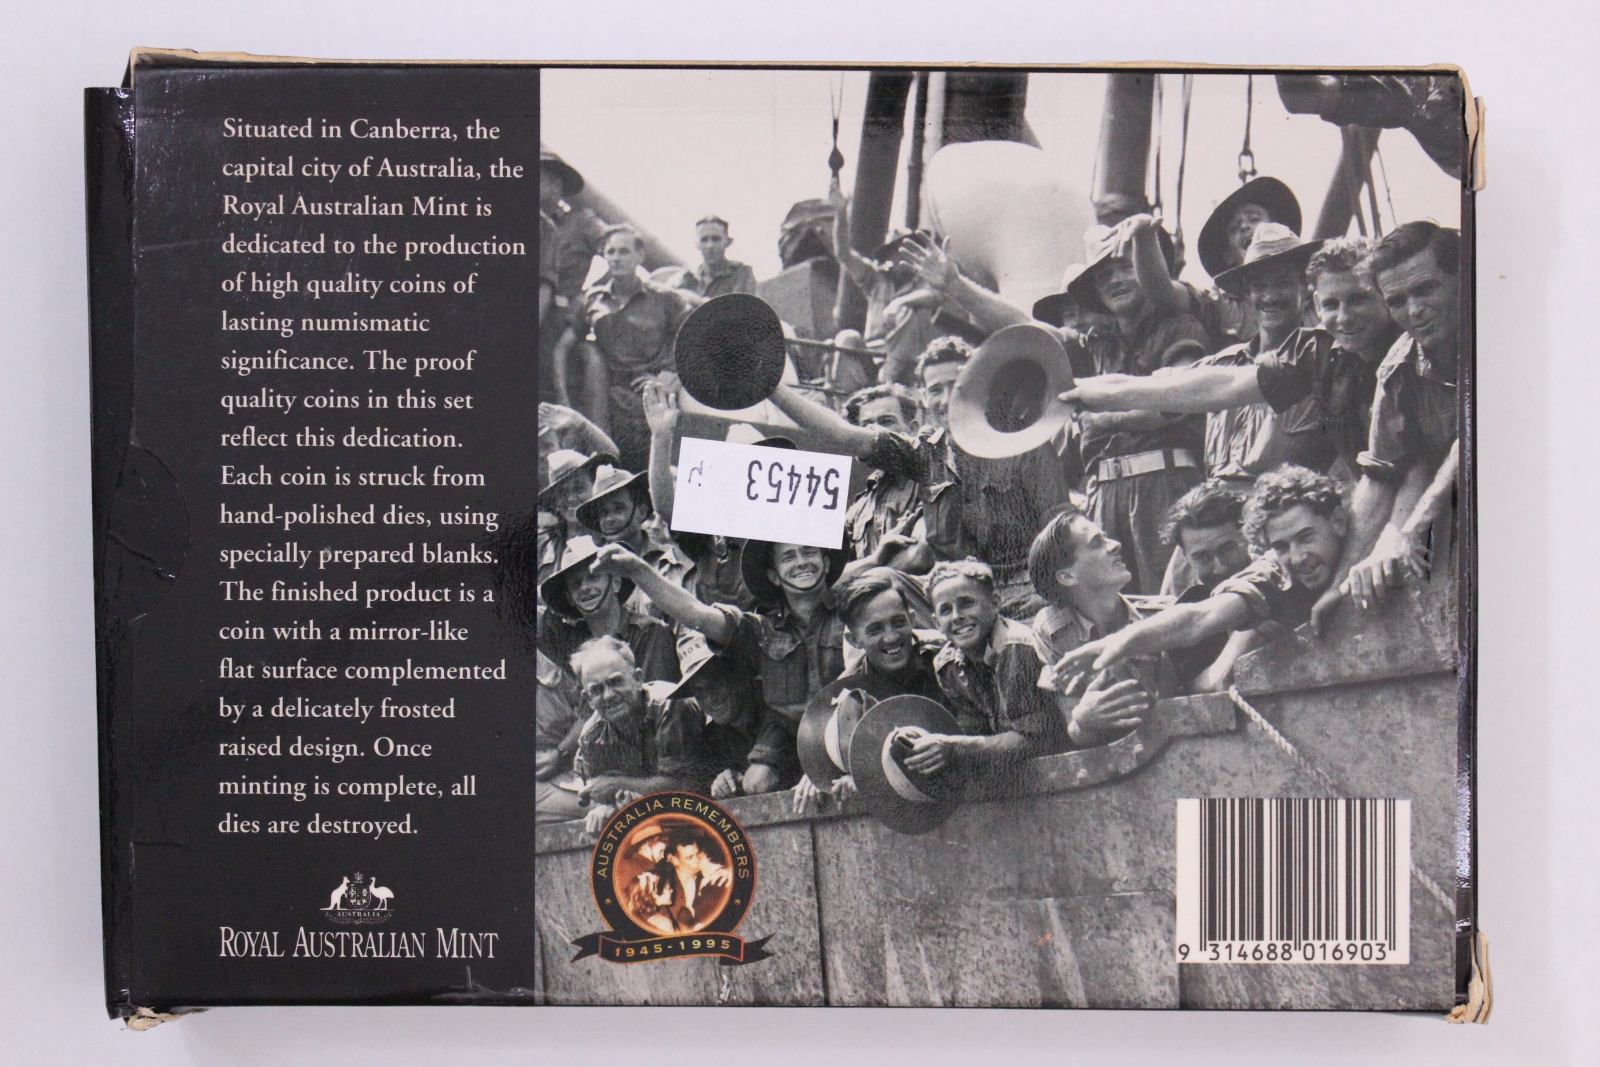 Situated in Canberra, the
capital city of Australia, the
Royal Australian Mint is
dedicated to the production
of high quality coins of
lasting numismatic
significance. The proof
quality coins in this set
reflect this dedication.
Each coin is struck from
hand-polished dies, using
specially prepared blanks.
The finished product is a
coin with a mirror-like
flat surface complemented
by a delicately frosted
raised design. Once
minting is complete, all
dies are destroyed.
AUSTRALIA
ROYAL AUSTRALIAN MINT
54453
AUSTRALIA REMEMBERS
1945-1995
9 314688 016903